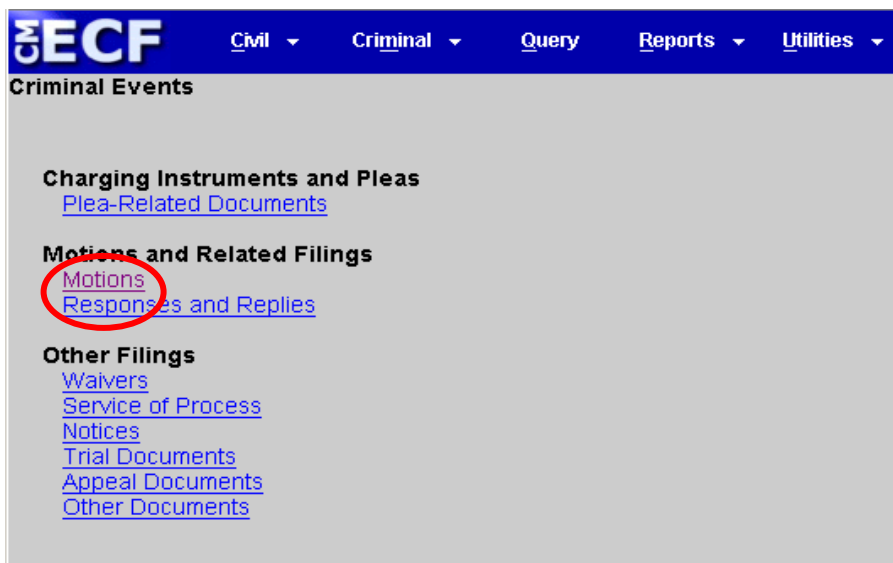 CM ECF Civil Criminal Query Reports Utilities
Criminal Events
Charging Instruments and Pleas
Plea-Related Documents
Motions and Related Filings
Motions
Responses and Replies
Other Filings
Waivers
Service of Process
Notices
Trial Documents
Appeal Documents
Other Documents